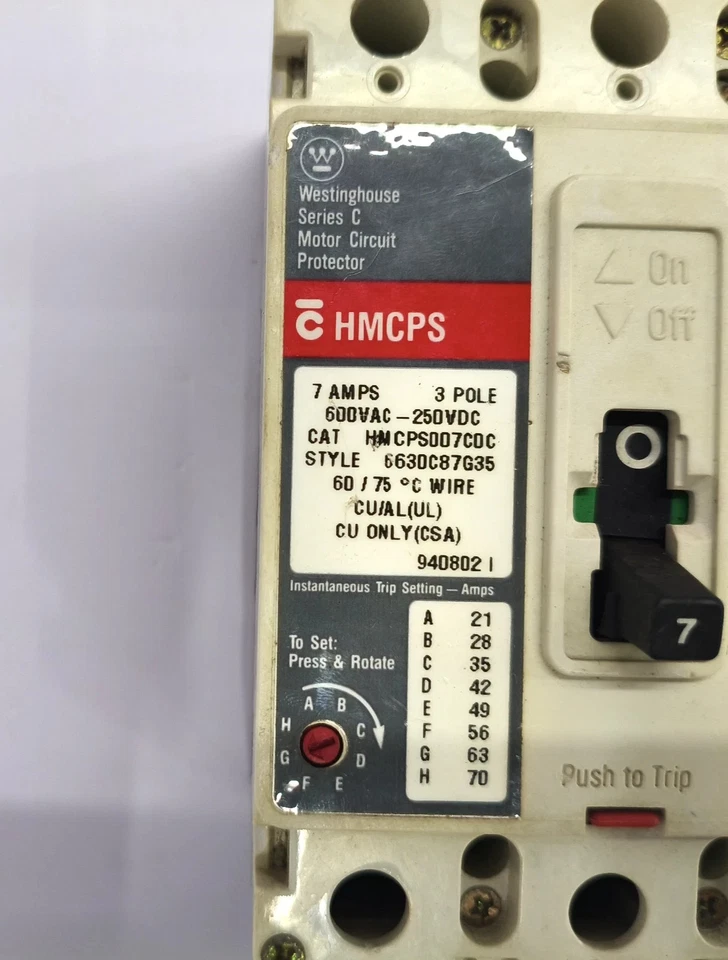 W
Westinghouse
Series C
Motor Circuit
Protector
C HMCPS
7 AMPS 3 POLE
600VAC-250VDC
CAT HMCPS007C0C
STYLE 6630C87G35
60/75 °C WIRE
CU/AL(UL)
CU ONLY(CSA)
940802 I
Instantaneous Trip Setting — Amps
To Set:
Press & Rotate
A B C D E F G H
A 21
B 28
C 35
D 42
E 49
F 56
G 63
H 70
On
Off
O
7
Push to Trip